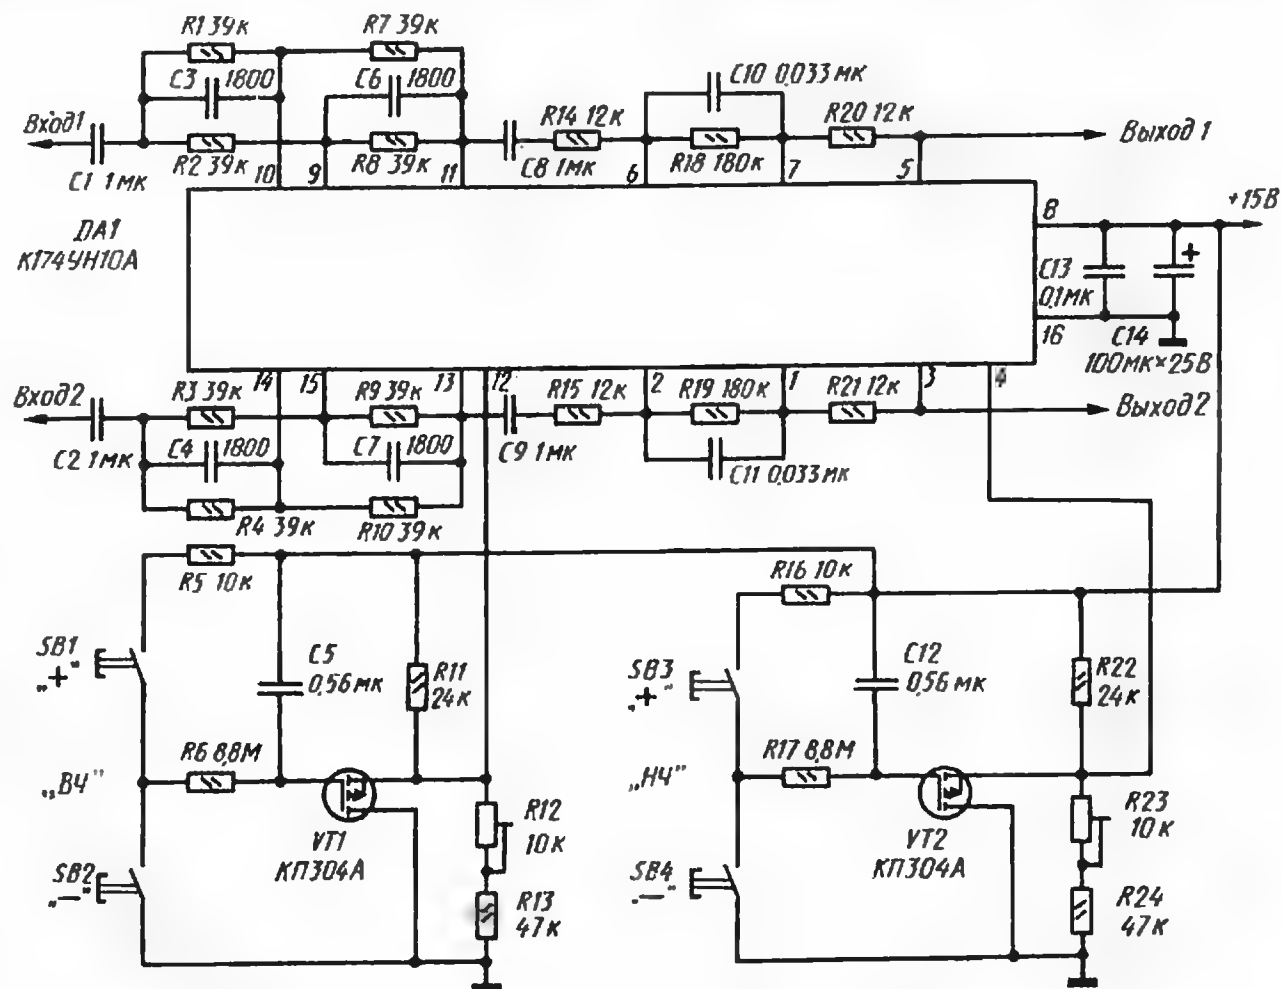 R1 39к
R7 39к
C3 1800
C6 1800
C10 0,033 мк
Вход1
R14 12к
R20 12к
Выход 1
R2 39к
R8 39к
C1 1мк
C8 1мк
R18 180к
10
9
11
6
7
5
DA1
К174УН10А
8
+15В
C13
0,1мк
+
16
C14
100мк×25В
14
15
13
12
2
1
3
4
Вход2
R3 39к
R9 39к
R15 12к
R19 180к
R21 12к
Выход2
C2 1мк
C4 1800
C7 1800
C9 1мк
C11 0,033 мк
R4 39к
R10 39к
R5 10к
R16 10к
SB1
„+”
C5
0,56мк
R11
24к
SB3
„+”
C12
0,56 мк
R22
24к
R6 8,8М
R17 8,8М
„ВЧ”
„НЧ”
VT1
КП304А
R12
10к
VT2
КП304А
R23
10к
SB2
„—”
R13
47к
SB4
„—”
R24
47к